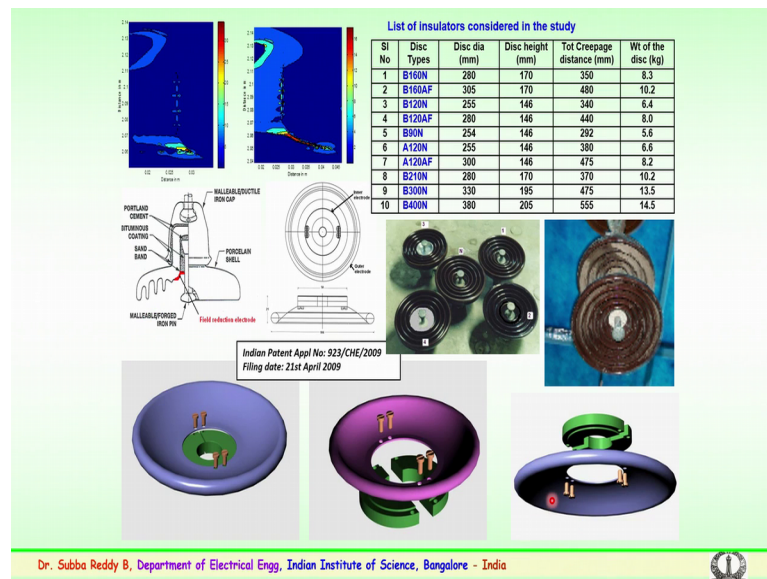 List of insulators considered in the study
Sl No Disc Types Disc dia (mm) Disc height (mm) Tot Creepage distance (mm) Wt of the disc (kg)
1 B160N 280 170 350 8.3
2 B160AF 305 170 480 10.2
3 B120N 255 146 340 6.4
4 B120AF 280 146 440 8.0
5 B90N 254 146 292 5.6
6 A120N 255 146 380 6.6
7 A120AF 300 146 475 8.2
8 B210N 280 170 370 10.2
9 B300N 330 195 475 13.5
10 B400N 380 205 555 14.5
Distance in m
Distance in m
MALLEABLE/DUCTILE
IRON CAP
PORTLAND
CEMENT
BITUMINOUS
COATING
SAND
BAND
PORCELAIN
SHELL
MALLEABLE/FORGED
IRON PIN
Field reduction electrode
Inner
electrode
Outer
electrode
Indian Patent Appl No: 923/CHE/2009
Filing date: 21st April 2009
Dr. Subba Reddy B, Department of Electrical Engg, Indian Institute of Science, Bangalore - India